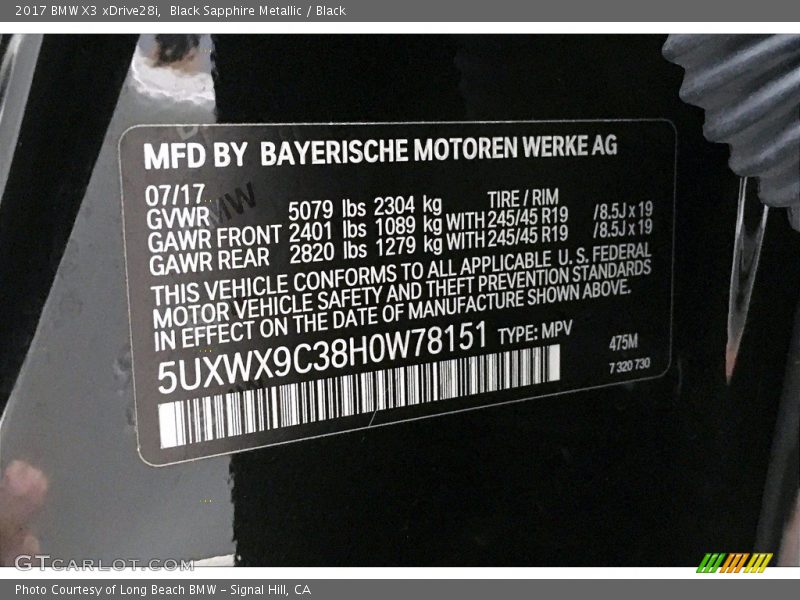 2017 BMW X3 xDrive28i, Black Sapphire Metallic / Black
MFD BY BAYERISCHE MOTOREN WERKE AG
07/17 TIRE / RIM
GVWR 5079 lbs 2304 kg
GAWR FRONT 2401 lbs 1089 kg WITH 245/45 R19 /8.5J x 19
GAWR REAR 2820 lbs 1279 kg WITH 245/45 R19 /8.5J x 19
THIS VEHICLE CONFORMS TO ALL APPLICABLE U.S. FEDERAL
MOTOR VEHICLE SAFETY AND THEFT PREVENTION STANDARDS
IN EFFECT ON THE DATE OF MANUFACTURE SHOWN ABOVE.
5UXWX9C38H0W78151 TYPE: MPV
475M
7 320 730
GTCARLOT.COM
Photo Courtesy of Long Beach BMW - Signal Hill, CA